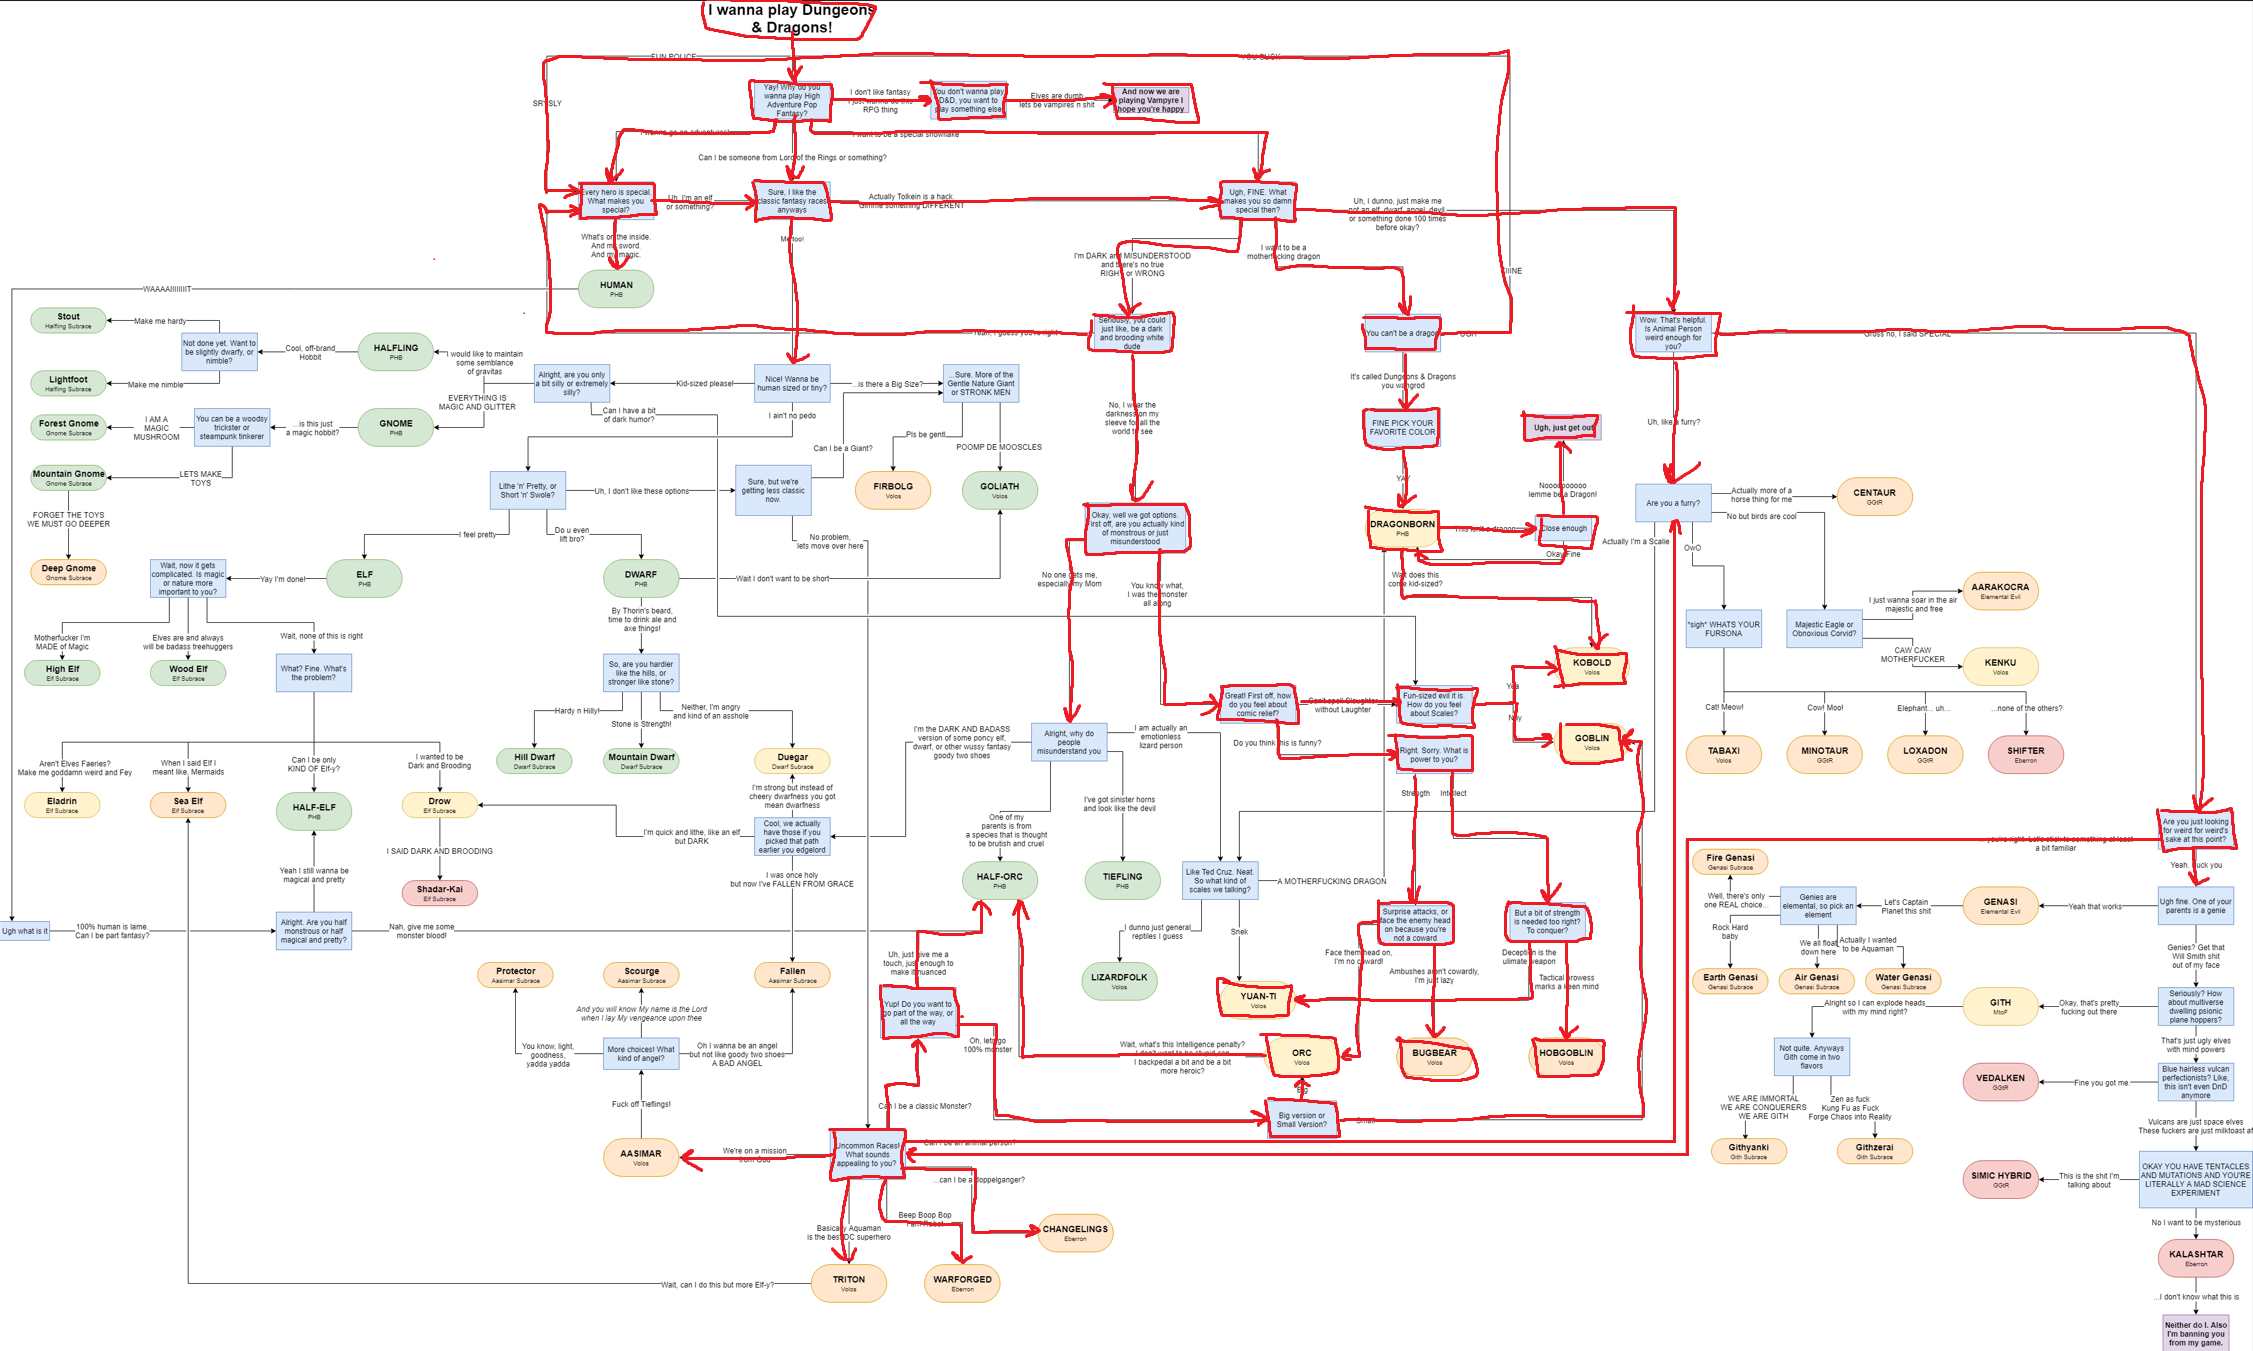 I wanna play Dungeons
& Dragons!
FUN POLICE
YOU SUCK
SRYSLY
Yay! Why do you
wanna play High
Adventure Pop
Fantasy?
I don't like fantasy
I just wanna do this
RPG thing
You don't wanna play
D&D, you want to
play something else
Elves are dumb
lets be vampires n shit
And now we are
playing Vampyre I
hope you're happy
I wanna go on adventures!
I want to be a special snowflake
Can I be someone from Lord of the Rings or something?
Every hero is special.
What makes you
special?
Uh, I'm an elf
or something?
Sure, I like the
classic fantasy races
anyways
Actually Tolkein is a hack.
Gimme something DIFFERENT
Ugh, FINE. What
makes you so damn
special then?
Uh, I dunno, just make me
not an elf, dwarf, angel, devil
or something done 100 times
before okay?
What's on the inside.
And my sword.
And my magic.
Me too!
I'm DARK and MISUNDERSTOOD
and there's no true
RIGHT or WRONG
I want to be a
motherfucking dragon
FIIINE
HUMAN
PHB
WAAAAIIIIIIIIT
Stout
Halfling Subrace
Make me hardy
Not done yet. Want to
be slightly dwarfy, or
nimble?
Cool, off-brand
Hobbit
HALFLING
PHB
I would like to maintain
some semblance
of gravitas
Lightfoot
Halfling Subrace
Make me nimble
Yeah, I guess you're right
Seriously, you could
just like, be a dark
and brooding white
dude
You can't be a dragon
UGH
Wow. That's helpful.
Is Animal Person
weird enough for
you?
Gross no, I said SPECIAL
Alright, are you only
a bit silly or extremely
silly?
Kid-sized please!
Nice! Wanna be
human sized or tiny?
...is there a Big Size?
...Sure. More of the
Gentle Nature Giant
or STRONK MEN
It's called Dungeons & Dragons
you wangrod
EVERYTHING IS
MAGIC AND GLITTER
Can I have a bit
of dark humor?
I ain't no pedo
No, I wear the
darkness on my
sleeve for all the
world to see
FINE PICK YOUR
FAVORITE COLOR
Ugh, just get out
Uh, like a furry?
Forest Gnome
Gnome Subrace
I AM A
MAGIC
MUSHROOM
You can be a woodsy
trickster or
steampunk tinkerer
...is this just
a magic hobbit?
GNOME
PHB
Pls be gentl
Can I be a Giant?
POOMP DE MOOSCLES
Mountain Gnome
Gnome Subrace
LETS MAKE
TOYS
Lithe 'n' Pretty, or
Short 'n' Swole?
Uh, I don't like these options
Sure, but we're
getting less classic
now.
FIRBOLG
Volos
GOLIATH
Volos
YAY
Noooooooooo
lemme be a Dragon!
Are you a furry?
Actually more of a
horse thing for me
CENTAUR
GGtR
No but birds are cool
FORGET THE TOYS
WE MUST GO DEEPER
I feel pretty
Do u even
lift bro?
No problem,
lets move over here
Okay, well we got options.
First off, are you actually kind
of monstrous or just
misunderstood
DRAGONBORN
PHB
This isn't a dragon
Close enough
Okay Fine
Actually I'm a Scalie
OwO
Deep Gnome
Gnome Subrace
Wait, now it gets
complicated. Is magic
or nature more
important to you?
Yay I'm done!
ELF
PHB
DWARF
PHB
Wait I don't want to be short
No one gets me,
especially my Mom
You know what,
I was the monster
all along
Wait does this
come kid-sized?
I just wanna soar in the air
majestic and free
AARAKOCRA
Elemental Evil
By Thorin's beard,
time to drink ale and
axe things!
*sigh* WHATS YOUR
FURSONA
Majestic Eagle or
Obnoxious Corvid?
Motherfucker I'm
MADE of Magic
Elves are and always
will be badass treehuggers
Wait, none of this is right
CAW CAW
MOTHERFUCKER
KENKU
Volos
High Elf
Elf Subrace
Wood Elf
Elf Subrace
What? Fine. What's
the problem?
So, are you hardier
like the hills, or
stronger like stone?
KOBOLD
Volos
Yea
Nay
Great! First off, how
do you feel about
comic relief?
Can't spell Slaughter
without Laughter
Fun-sized evil it is.
How do you feel
about Scales?
Hardy n Hilly!
Stone is Strength!
Neither, I'm angry
and kind of an asshole
Cat! Meow!
Cow! Moo!
Elephant... uh...
...none of the others?
I'm the DARK AND BADASS
version of some poncy elf,
dwarf, or other wussy fantasy
goody two shoes
Alright, why do
people
misunderstand you
I am actually an
emotionless
lizard person
Do you think this is funny?
Right. Sorry. What is
power to you?
GOBLIN
Volos
TABAXI
Volos
MINOTAUR
GGtR
LOXADON
GGtR
SHIFTER
Eberron
Aren't Elves Faeries?
Make me goddamn weird and Fey
When I said Elf I
meant like, Mermaids
Can I be only
KIND OF Elf-y?
I wanted to be
Dark and Brooding
Hill Dwarf
Dwarf Subrace
Mountain Dwarf
Dwarf Subrace
Duegar
Dwarf Subrace
Eladrin
Elf Subrace
Sea Elf
Elf Subrace
HALF-ELF
PHB
Drow
Elf Subrace
I'm strong but instead of
cheery dwarfness you got
mean dwarfness
I've got sinister horns
and look like the devil
Strength
Intellect
I'm quick and lithe, like an elf
but DARK
Cool, we actually
have those if you
picked that path
earlier you edgelord
One of my
parents is from
a species that is thought
to be brutish and cruel
Are you just looking
for weird for weird's
sake at this point?
...you're right. Let's stick to something at least
a bit familiar
I SAID DARK AND BROODING
Yeah I still wanna be
magical and pretty
Shadar-Kai
Elf Subrace
I was once holy
but now I've FALLEN FROM GRACE
HALF-ORC
PHB
TIEFLING
PHB
Like Ted Cruz. Neat.
So what kind of
scales we talking?
A MOTHERFUCKING DRAGON
Fire Genasi
Genasi Subrace
Yeah. Fuck you
Well, there's only
one REAL choice...
Genies are
elemental, so pick an
element
Let's Captain
Planet this shit
GENASI
Elemental Evil
Yeah that works
Ugh fine. One of your
parents is a genie
Ugh what is it
100% human is lame.
Can I be part fantasy?
Alright. Are you half
monstrous or half
magical and pretty?
Nah, give me some
monster blood!
I dunno just general
reptiles I guess
Snek
Surprise attacks, or
face the enemy head
on because you're
not a coward
But a bit of strength
is needed too right?
To conquer?
Rock Hard
baby
We all float
down here
Actually I wanted
to be Aquaman
Face them head on,
I'm no coward!
Ambushes aren't cowardly,
I'm just lazy
Deception is the
ulimate weapon
Tactical prowess
marks a keen mind
Genies? Get that
Will Smith shit
out of my face
Protector
Aasimar Subrace
Scourge
Aasimar Subrace
Fallen
Aasimar Subrace
Uh, just give me a
touch, just enough to
make it nuanced
LIZARDFOLK
Volos
YUAN-TI
Volos
Earth Genasi
Genasi Subrace
Air Genasi
Genasi Subrace
Water Genasi
Genasi Subrace
And you will know My name is the Lord
when I lay My vengeance upon thee
Yup! Do you want to
go part of the way, or
all the way
Alright so I can explode heads
with my mind right?
GITH
MtoF
Okay, that's pretty
fucking out there
Seriously? How
about multiverse
dwelling psionic
plane hoppers?
You know, light,
goodness,
yadda yadda
More choices! What
kind of angel?
Oh I wanna be an angel
but not like goody two shoes
A BAD ANGEL
Oh, lets go
100% monster
Wait, what's this Intelligence penalty?
I don't want to be stupid can
I backpedal a bit and be a bit
more heroic?
ORC
Volos
BUGBEAR
Volos
HOBGOBLIN
Volos
Not quite. Anyways
Gith come in two
flavors
That's just ugly elves
with mind powers
Big
VEDALKEN
GGtR
Fine you got me.
Blue hairless vulcan
perfectionists? Like,
this isn't even DnD
anymore
Fuck off Tieflings!
Can I be a classic Monster?
Big version or
Small Version?
Small
WE ARE IMMORTAL
WE ARE CONQUERERS
WE ARE GITH
Zen as fuck
Kung Fu as Fuck
Forge Chaos into Reality
Vulcans are just space elves
These fuckers are just milktoast af
AASIMAR
Volos
We're on a mission
from God
Uncommon Races!
What sounds
appealing to you?
Can I be an animal person?
Githyanki
Gith Subrace
Githzerai
Gith Subrace
...can I be a Doppelganger?
SIMIC HYBRID
GGtR
This is the shit I'm
talking about
OKAY YOU HAVE TENTACLES
AND MUTATIONS AND YOU'RE
LITERALLY A MAD SCIENCE
EXPERIMENT
Basically Aquaman
is the best DC superhero
Beep Boop Bop
I'am Robot
CHANGELINGS
Eberron
No I want to be mysterious
KALASHTAR
Eberron
Wait, can I do this but more Elf-y?
TRITON
Volos
WARFORGED
Eberron
...I don't know what this is
Neither do I. Also
I'm banning you
from my game.